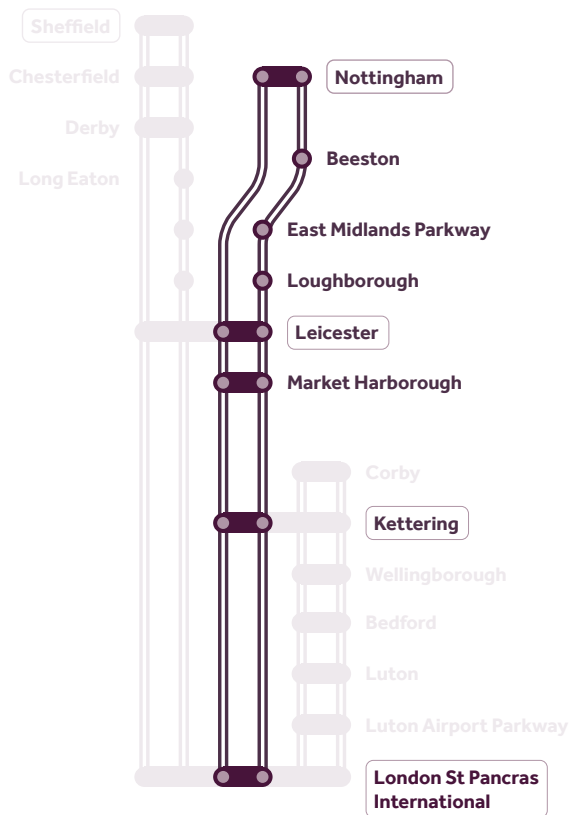 Sheffield
Chesterfield
Nottingham
Derby
Beeston
Long Eaton
East Midlands Parkway
Loughborough
Leicester
Market Harborough
Corby
Kettering
Wellingborough
Bedford
Luton
Luton Airport Parkway
London St Pancras
International